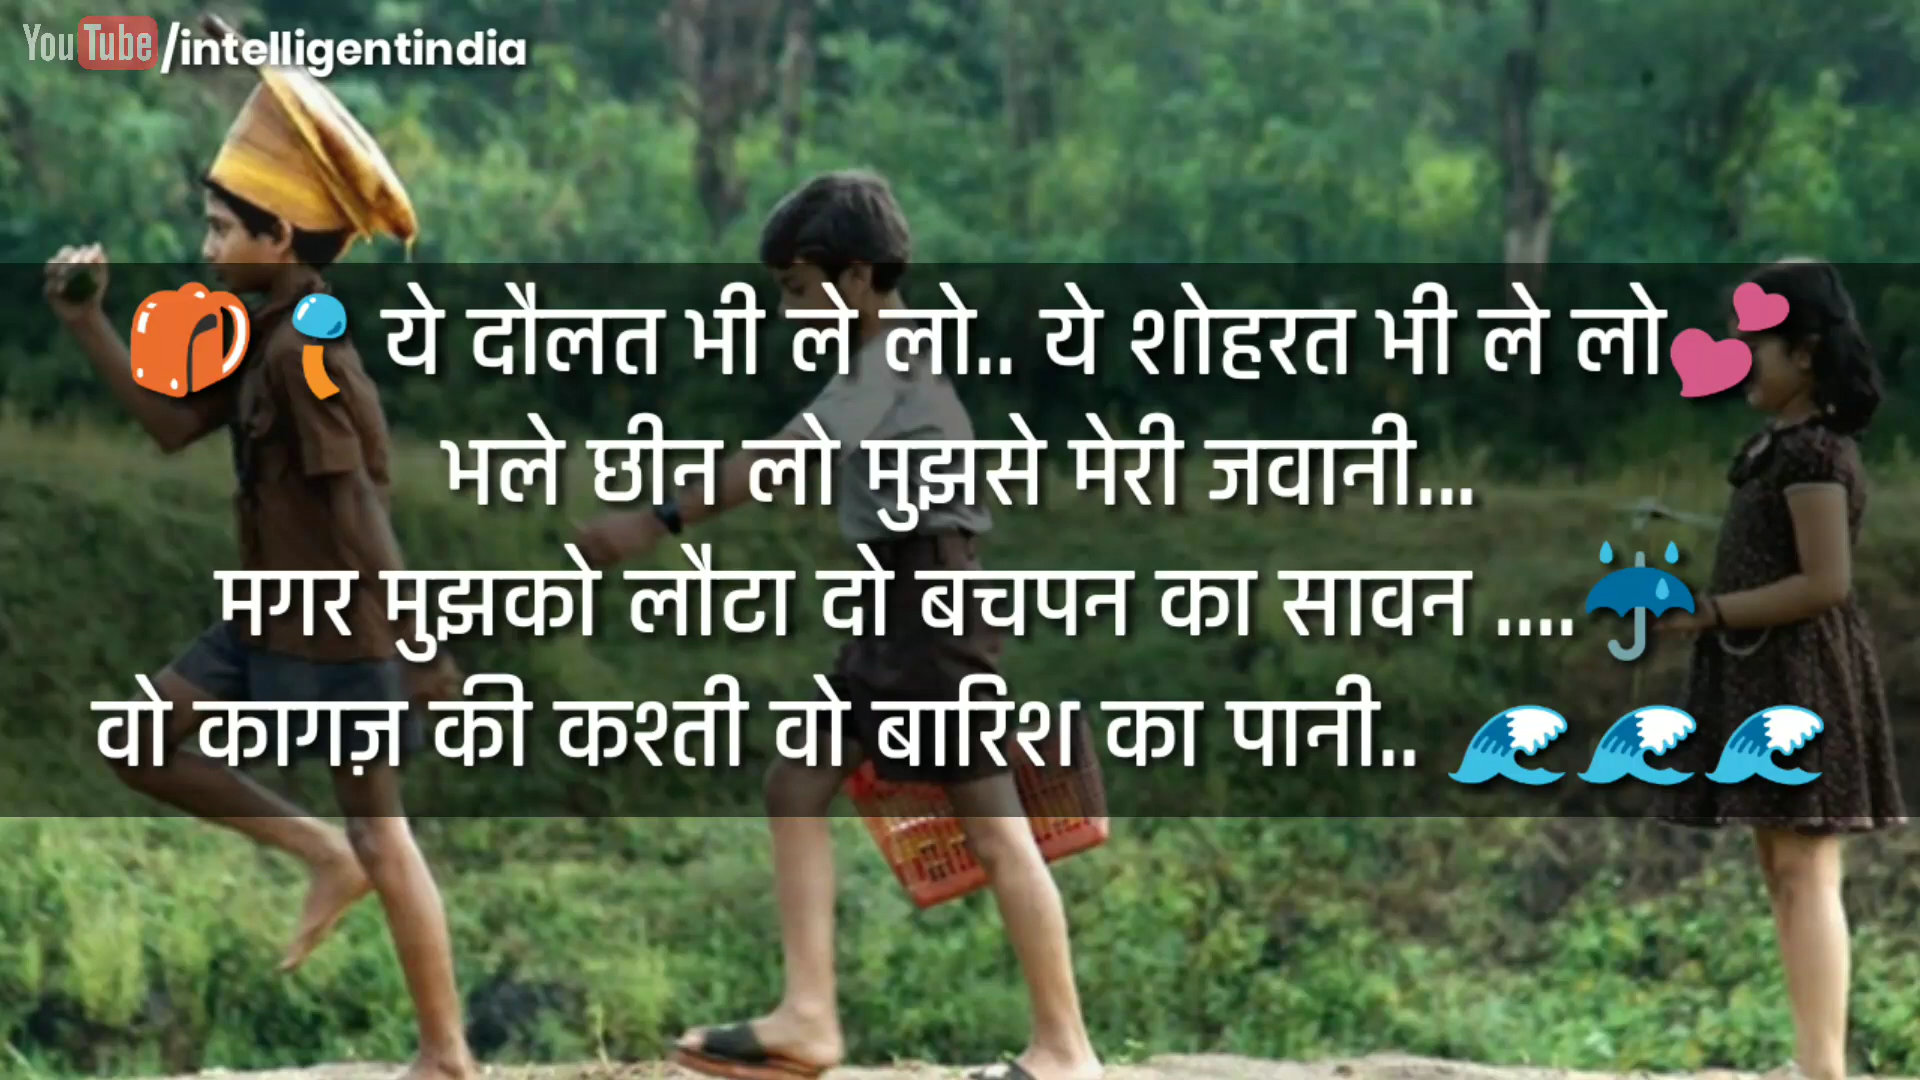 YouTube/intelligentindia
🎒🎐 ये दौलत भी ले लो.. ये शोहरत भी ले लो💕
भले छीन लो मुझसे मेरी जवानी...
मगर मुझको लौटा दो बचपन का सावन ....☔
वो कागज़ की कश्ती वो बारिश का पानी.. 🌊🌊🌊